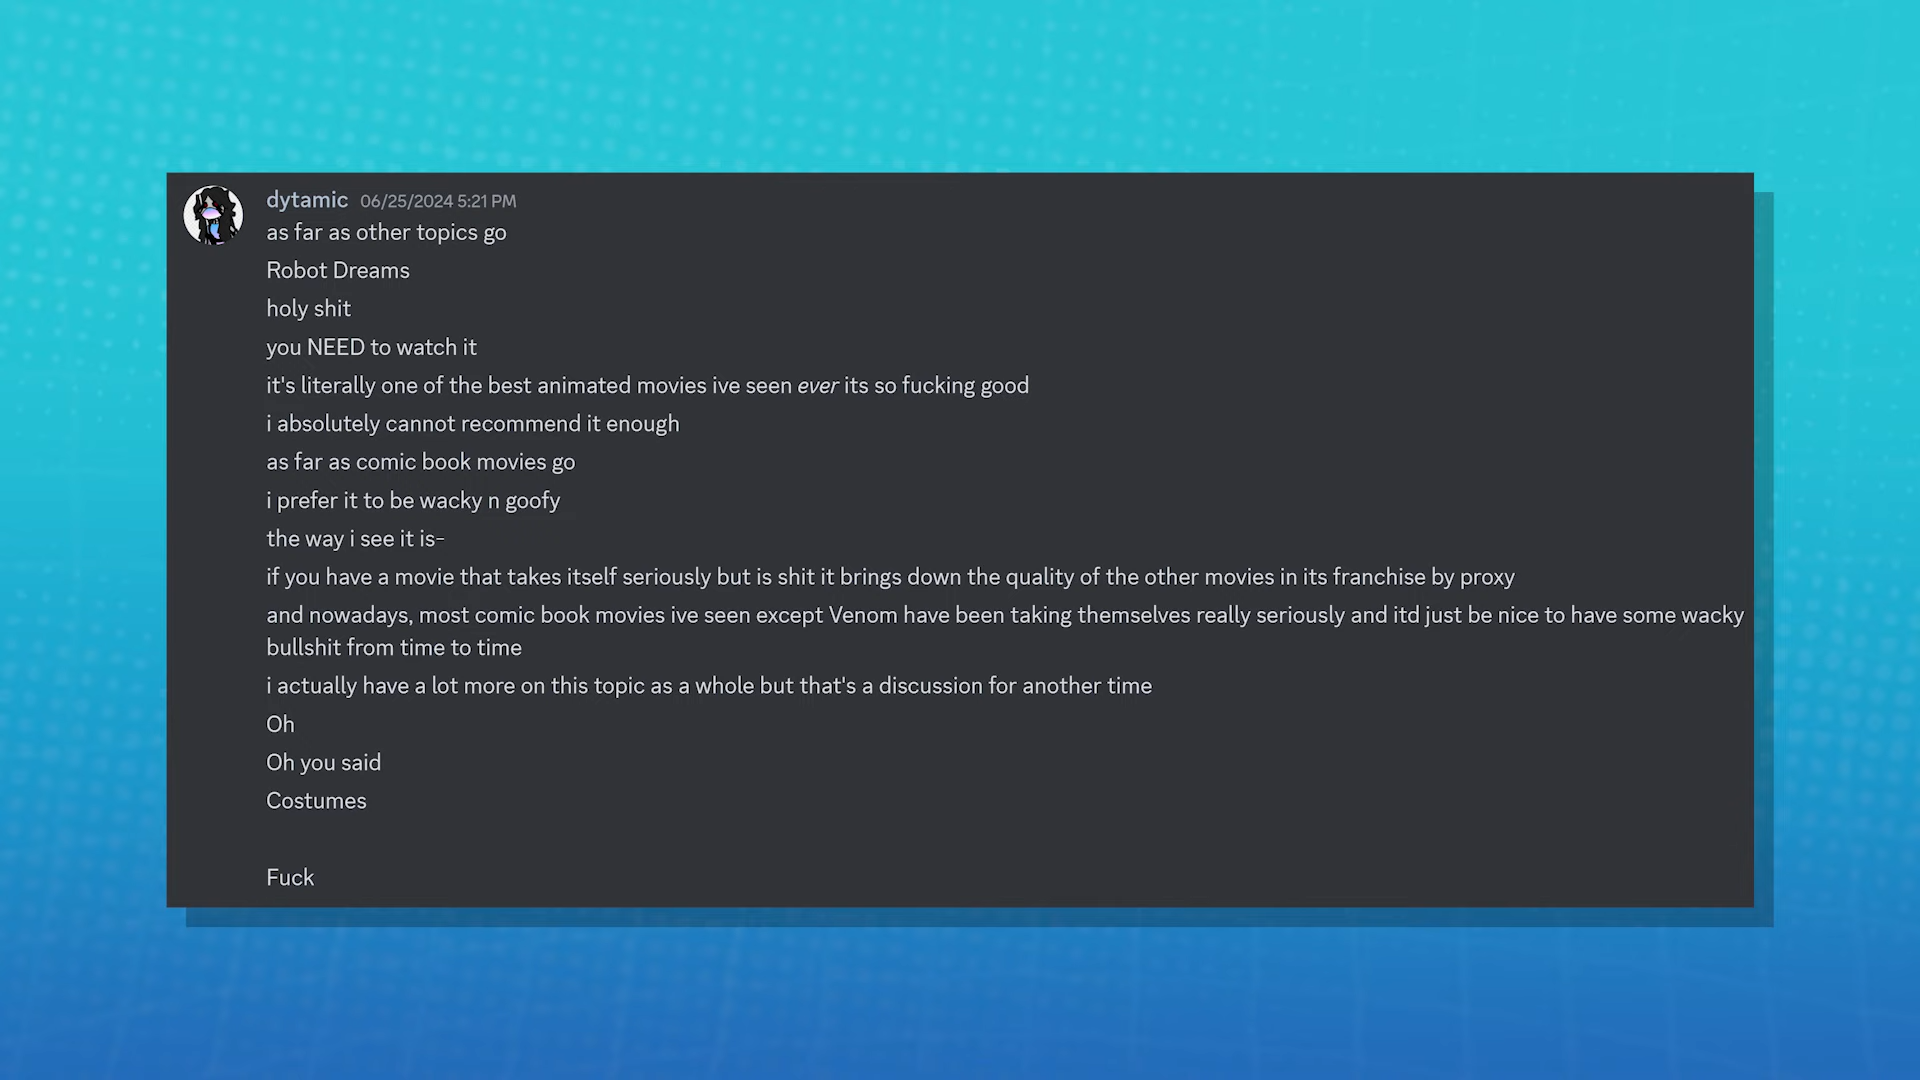 dytamic 06/25/2024 5:21 PM
as far as other topics go
Robot Dreams
holy shit
you NEED to watch it
it's literally one of the best animated movies ive seen ever its so fucking good
i absolutely cannot recommend it enough
as far as comic book movies go
i prefer it to be wacky n goofy
the way i see it is-
if you have a movie that takes itself seriously but is shit it brings down the quality of the other movies in its franchise by proxy
and nowadays, most comic book movies ive seen except Venom have been taking themselves really seriously and itd just be nice to have some wacky
bullshit from time to time
i actually have a lot more on this topic as a whole but that's a discussion for another time
Oh
Oh you said
Costumes
Fuck